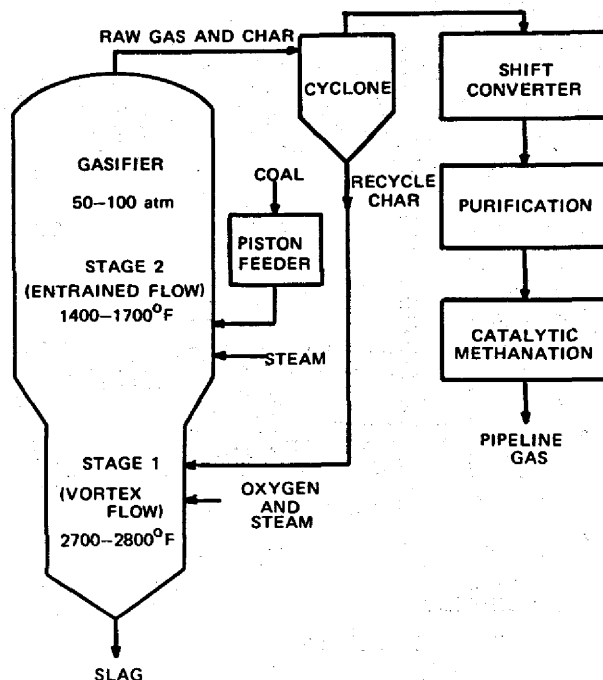 RAW GAS AND CHAR
CYCLONE
SHIFT
CONVERTER
GASIFIER
50–100 atm
COAL
RECYCLE
CHAR
PISTON
FEEDER
PURIFICATION
STAGE 2
(ENTRAINED FLOW)
1400–1700°F
STEAM
CATALYTIC
METHANATION
PIPELINE
GAS
STAGE 1
(VORTEX
FLOW)
2700–2800°F
OXYGEN
AND
STEAM
SLAG